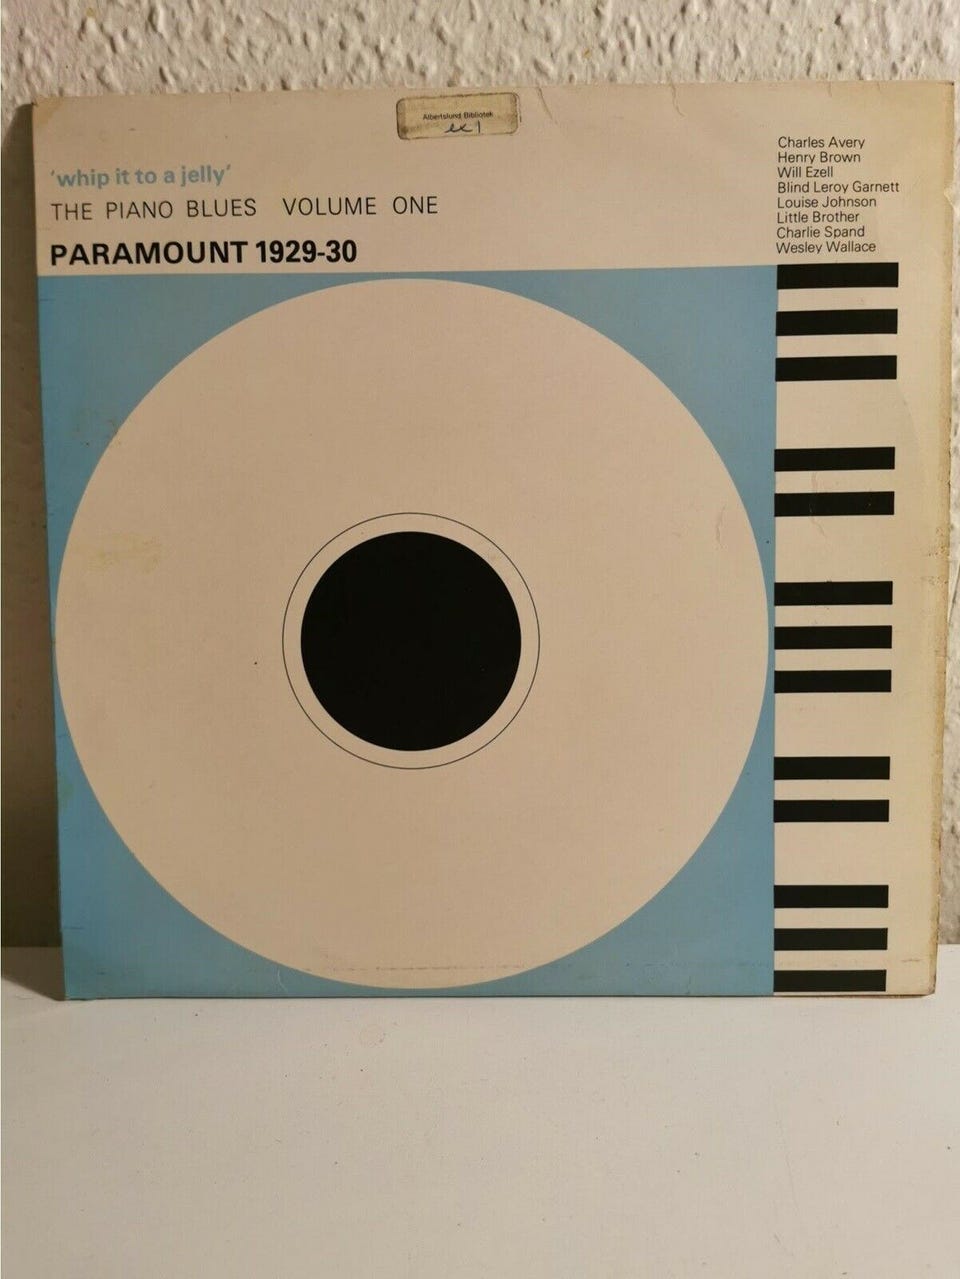 Albertslund Bibliotek
ex 1
'whip it to a jelly'
THE PIANO BLUES VOLUME ONE
PARAMOUNT 1929-30
Charles Avery
Henry Brown
Will Ezell
Blind Leroy Garnett
Louise Johnson
Little Brother
Charlie Spand
Wesley Wallace